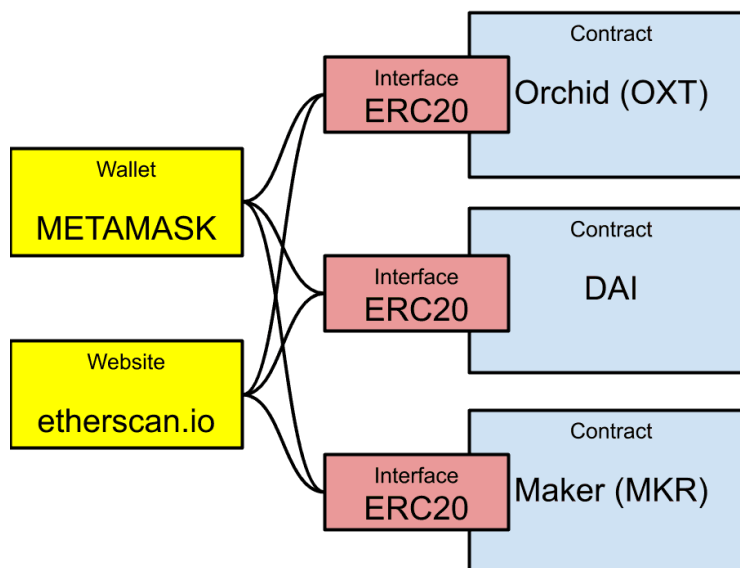 Wallet
METAMASK
Website
etherscan.io
Interface
ERC20
Contract
Orchid (OXT)
Interface
ERC20
Contract
DAI
Interface
ERC20
Contract
Maker (MKR)